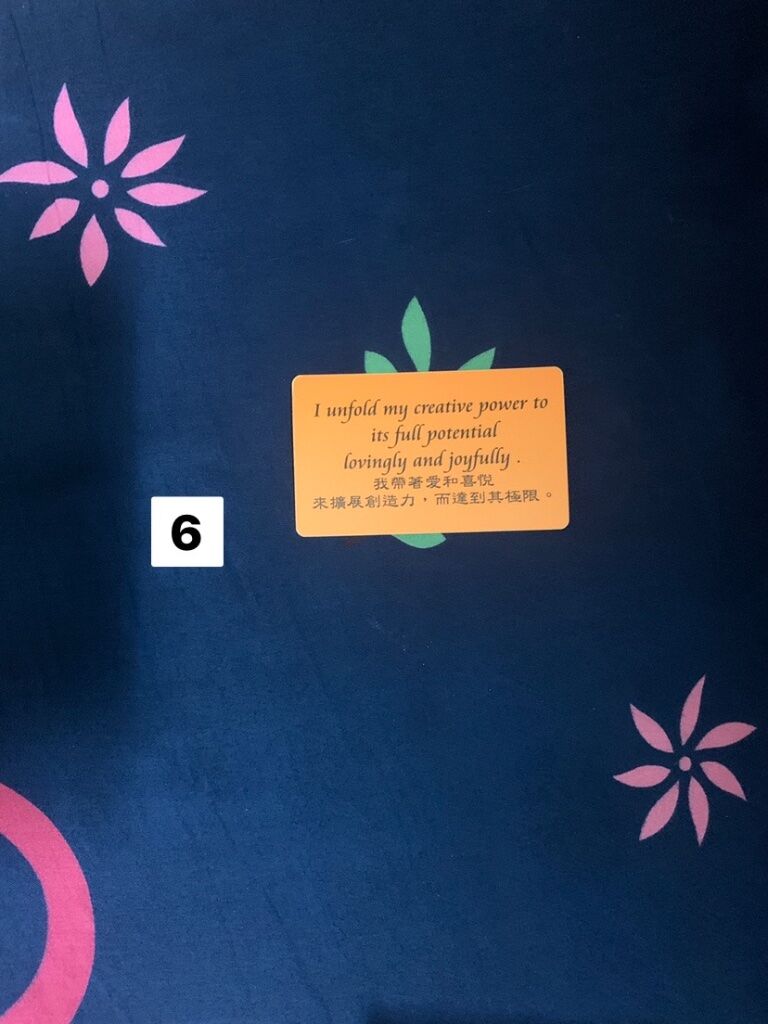 I unfold my creative power to
its full potential
lovingly and joyfully .
我帶著愛和喜悅
來擴展創造力，而達到其極限。
6